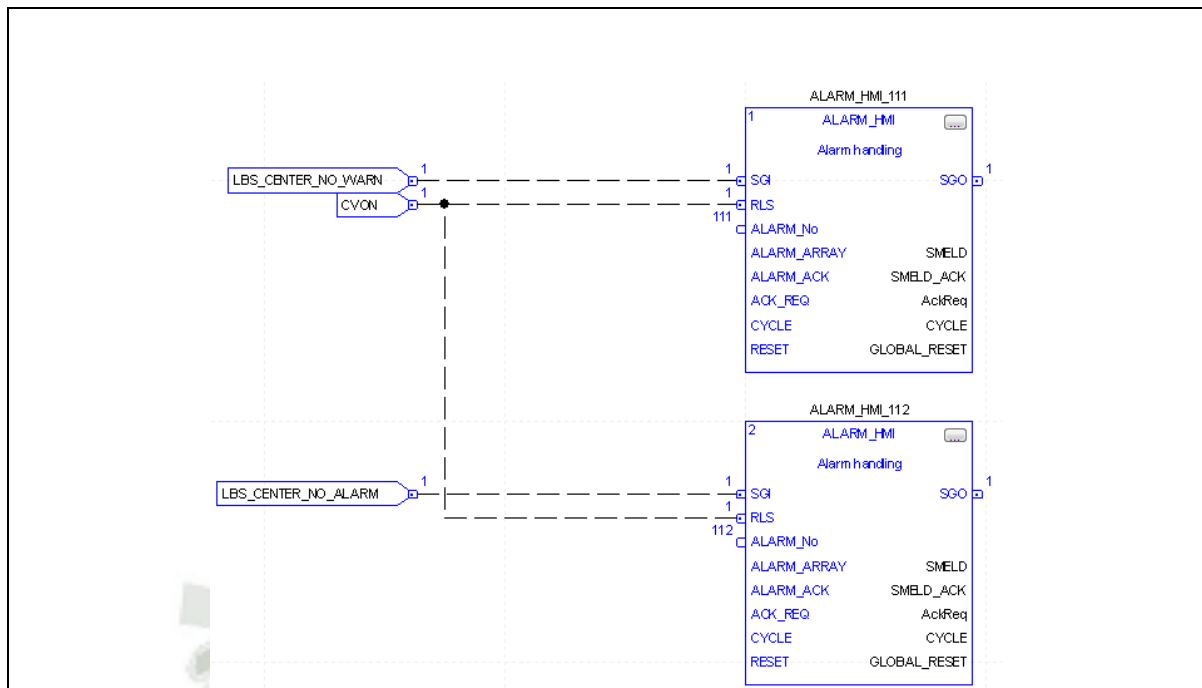 ALARM_HMI_111
1 ALARM_HMI ...
Alarm handing
LBS_CENTER_NO_WARN 1 1 SGI SGO 1
CVON 1 1 RLS
111 ALARM_No
ALARM_ARRAY SMELD
ALARM_ACK SMELD_ACK
ACK_REQ AckReq
CYCLE CYCLE
RESET GLOBAL_RESET
ALARM_HMI_112
2 ALARM_HMI ...
Alarm handing
LBS_CENTER_NO_ALARM 1 1 SGI SGO 1
1 RLS
112 ALARM_No
ALARM_ARRAY SMELD
ALARM_ACK SMELD_ACK
ACK_REQ AckReq
CYCLE CYCLE
RESET GLOBAL_RESET